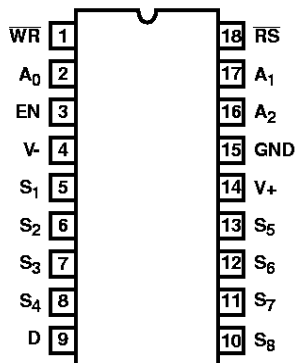 WR 1 18 RS
A0 2 17 A1
EN 3 16 A2
V- 4 15 GND
S1 5 14 V+
S2 6 13 S5
S3 7 12 S6
S4 8 11 S7
D 9 10 S8